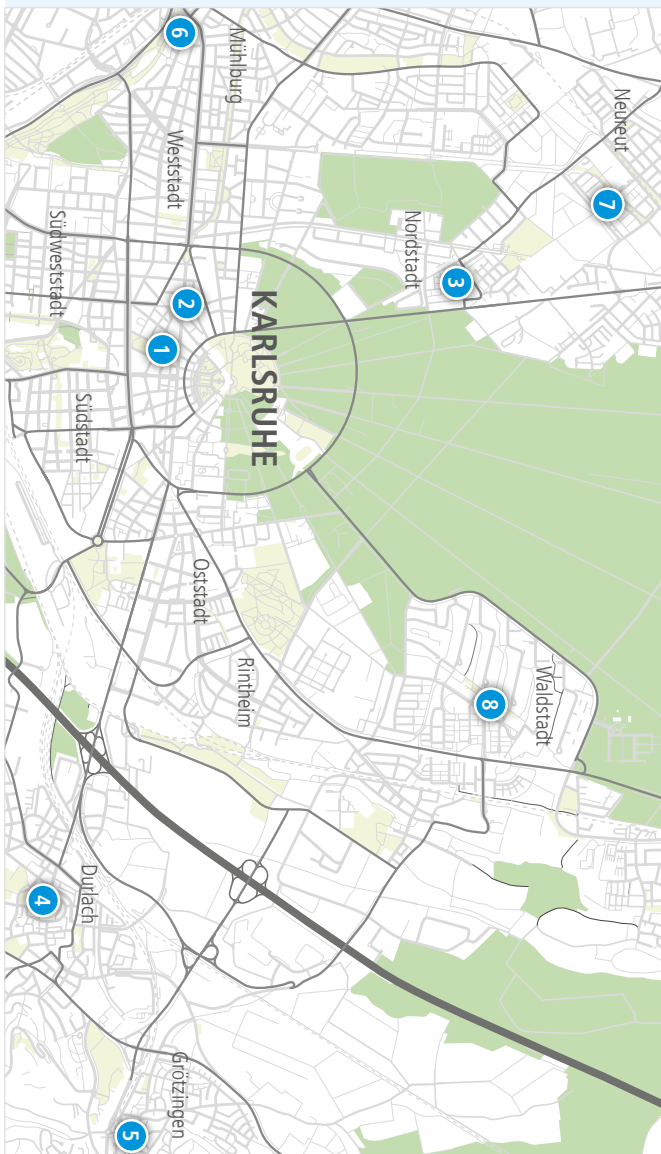 Neureut
7
Mühlburg
6
Nordstadt
3
Weststadt
Waldstadt
8
KARLSRUHE
2
1
Südweststadt
Südstadt
Oststadt
Rintheim
Durlach
4
Grötzingen
5